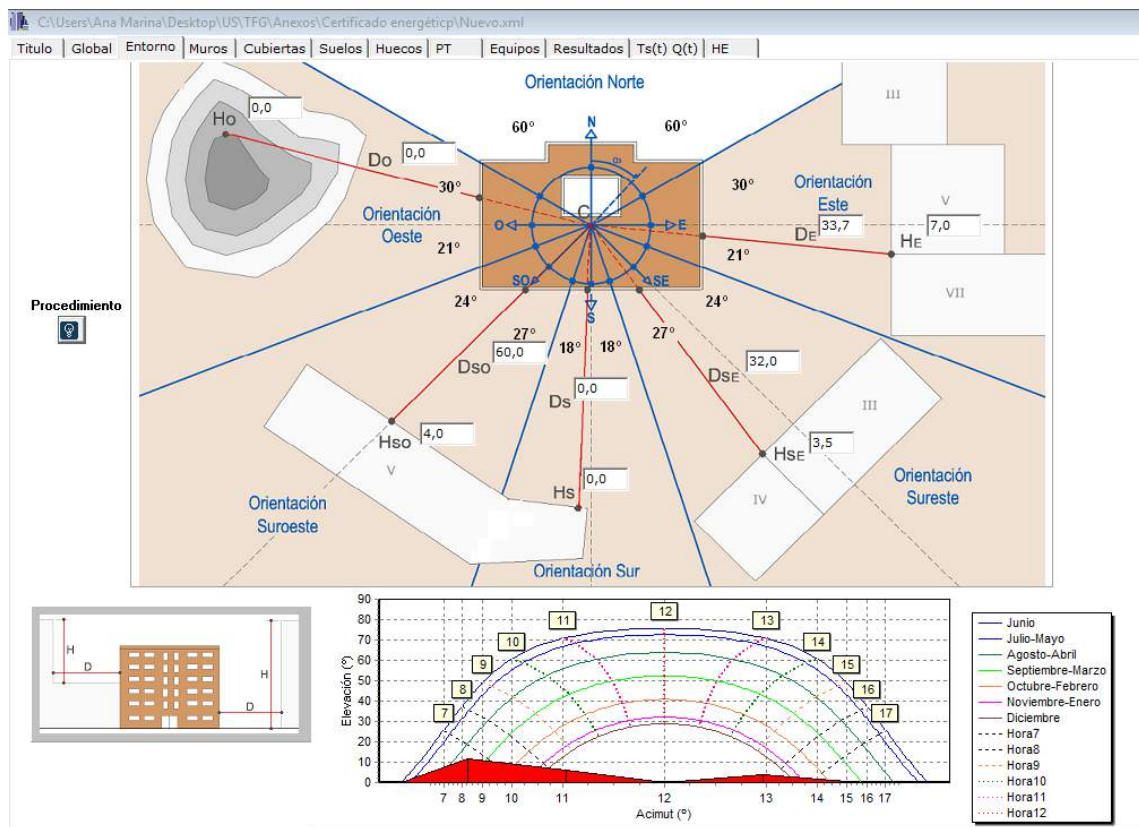 C:\Users\Ana Marina\Desktop\US\TFG\Anexos\Certificado energéticp\Nuevo.xml
Titulo Global Entorno Muros Cubiertas Suelos Huecos PT Equipos Resultados Ts(t) Q(t) HE
Orientación Norte
III
Ho 0,0
60° N 60°
Do 0,0
30° 30°
Orientación Oeste
C
O E
Orientación Este
V
DE 33,7
HE 7,0
21° 21°
VII
SO SE
S
24° 24°
Procedimiento
27° 27°
18° 18°
DSO 60,0
DSE 32,0
Ds 0,0
III
HSO 4,0
HSE 3,5
V
Hs 0,0
IV
Orientación Suroeste
Orientación Sureste
Orientación Sur
H
D
H
D
Elevación (º)
90
80
70
60
50
40
30
20
10
0
7 8 9 10 11 12 13 14 15 16 17
7 8 9 10 11 12 13 14 15 16 17
Acimut (º)
Junio
Julio-Mayo
Agosto-Abril
Septiembre-Marzo
Octubre-Febrero
Noviembre-Enero
Diciembre
Hora7
Hora8
Hora9
Hora10
Hora11
Hora12